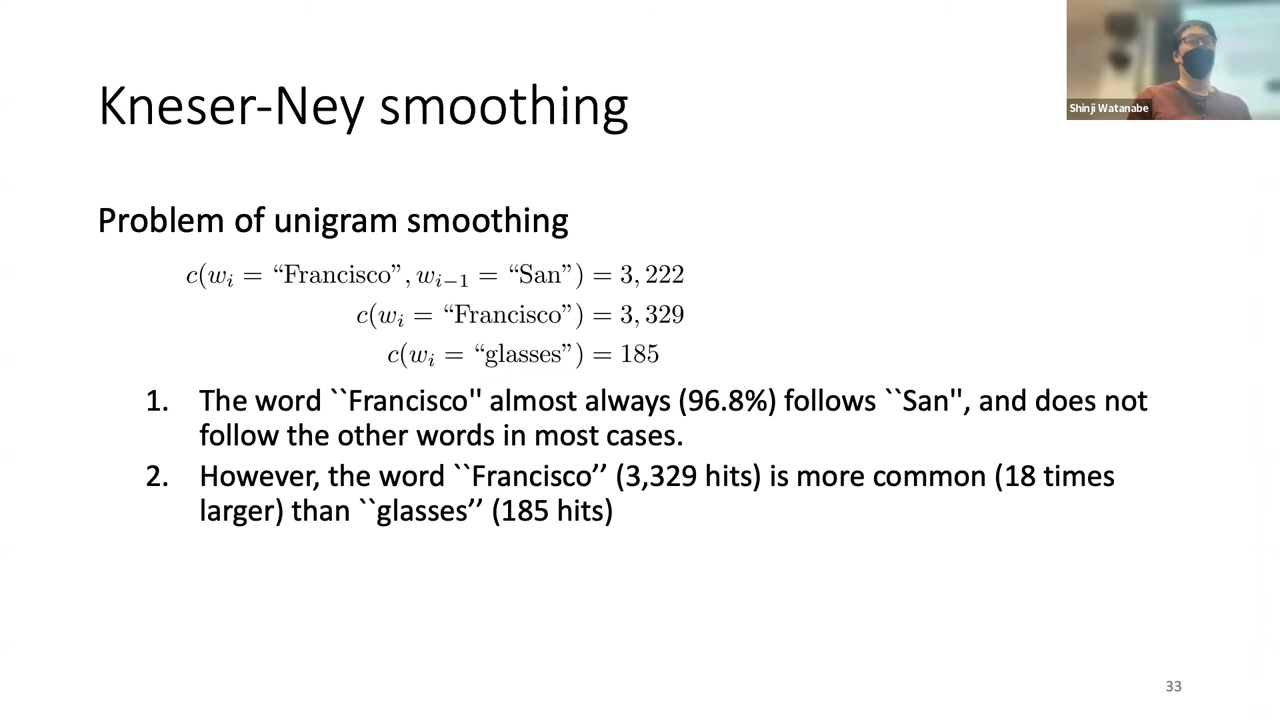 Shinji Watanabe
Kneser-Ney smoothing
Problem of unigram smoothing
c(wᵢ = “Francisco”, wᵢ₋₁ = “San”) = 3, 222
c(wᵢ = “Francisco”) = 3, 329
c(wᵢ = “glasses”) = 185
1. The word ``Francisco'' almost always (96.8%) follows ``San'', and does not
follow the other words in most cases.
2. However, the word ``Francisco’’ (3,329 hits) is more common (18 times
larger) than ``glasses’’ (185 hits)
33